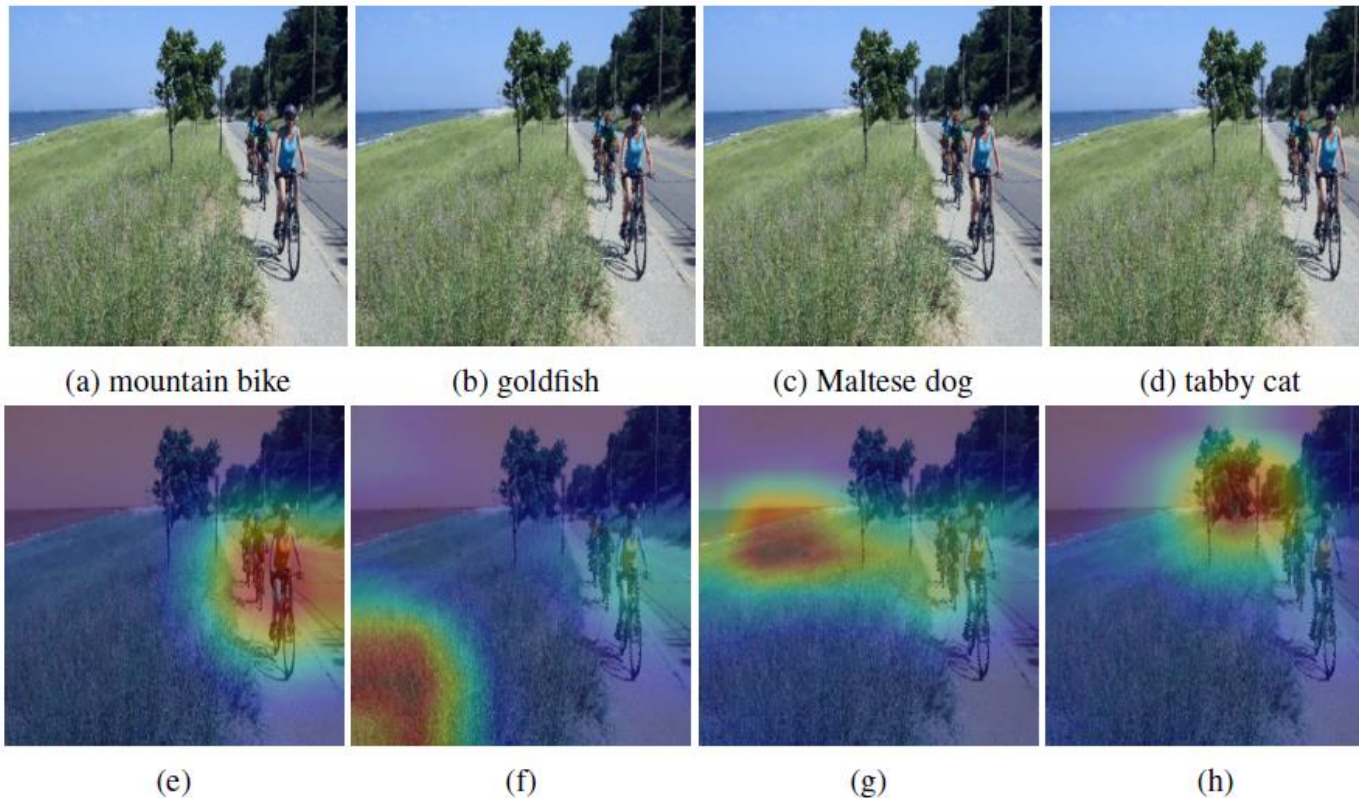 (a) mountain bike
(b) goldfish
(c) Maltese dog
(d) tabby cat
(e)
(f)
(g)
(h)